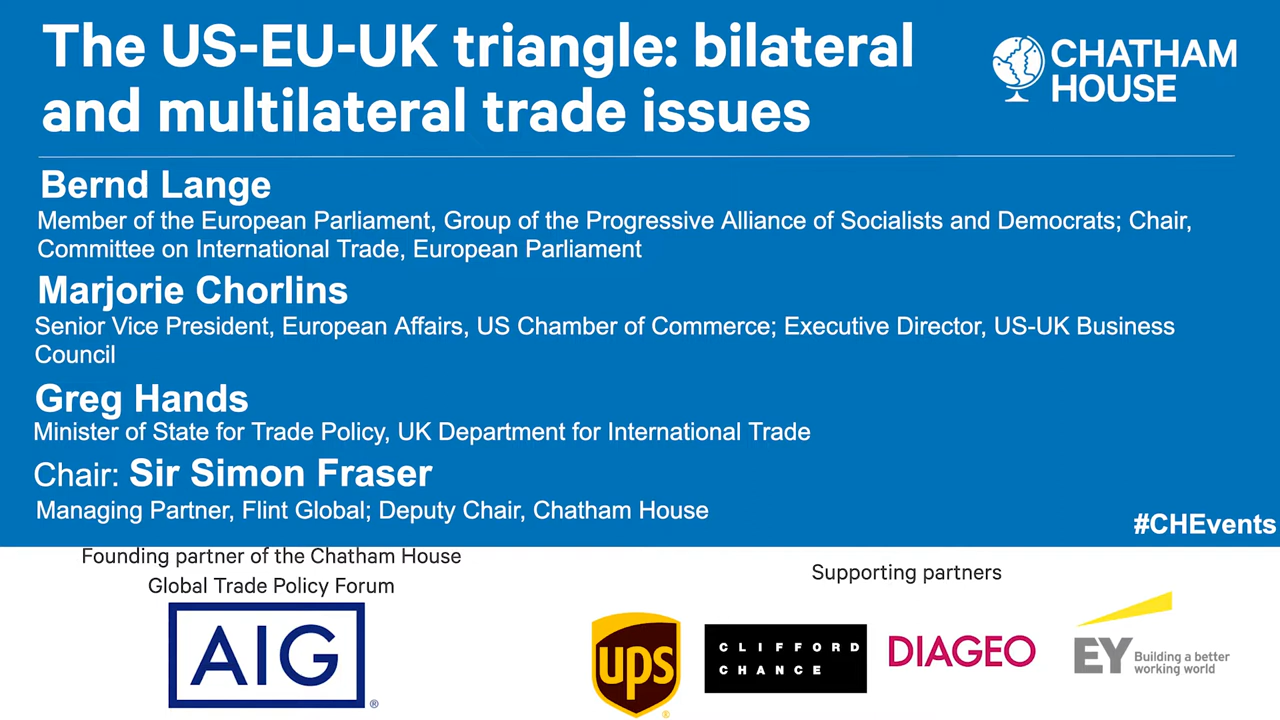 The US-EU-UK triangle: bilateral
and multilateral trade issues
CHATHAM
HOUSE
Bernd Lange
Member of the European Parliament, Group of the Progressive Alliance of Socialists and Democrats; Chair,
Committee on International Trade, European Parliament
Marjorie Chorlins
Senior Vice President, European Affairs, US Chamber of Commerce; Executive Director, US-UK Business
Council
Greg Hands
Minister of State for Trade Policy, UK Department for International Trade
Chair: Sir Simon Fraser
Managing Partner, Flint Global; Deputy Chair, Chatham House
#CHEvents
Founding partner of the Chatham House
Global Trade Policy Forum
AIG
®
Supporting partners
ups
®
CLIFFORD
CHANCE
DIAGEO
EY
Building a better
working world